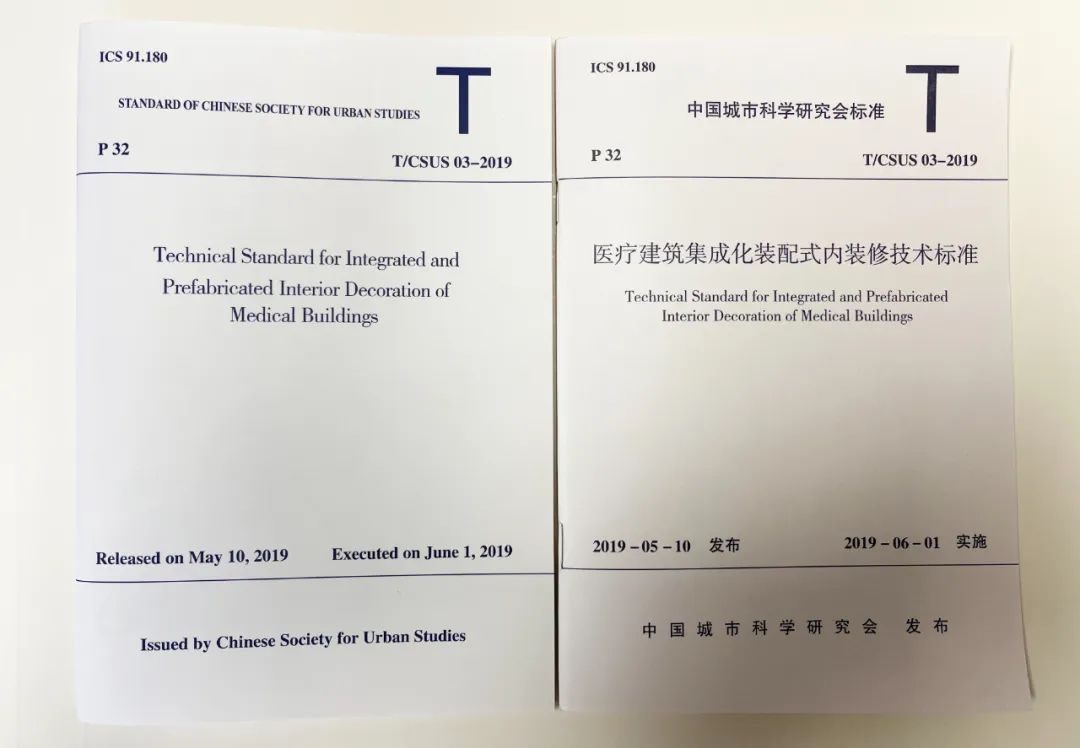 ICS 91.180
T
STANDARD OF CHINESE SOCIETY FOR URBAN STUDIES
P 32
T/CSUS 03-2019
Technical Standard for Integrated and
Prefabricated Interior Decoration of
Medical Buildings
Released on May 10, 2019 Executed on June 1, 2019
Issued by Chinese Society for Urban Studies
ICS 91.180
T
中国城市科学研究会标准
P 32
T/CSUS 03-2019
医疗建筑集成化装配式内装修技术标准
Technical Standard for Integrated and Prefabricated
Interior Decoration of Medical Buildings
2019-05-10 发布 2019-06-01 实施
中国城市科学研究会 发布